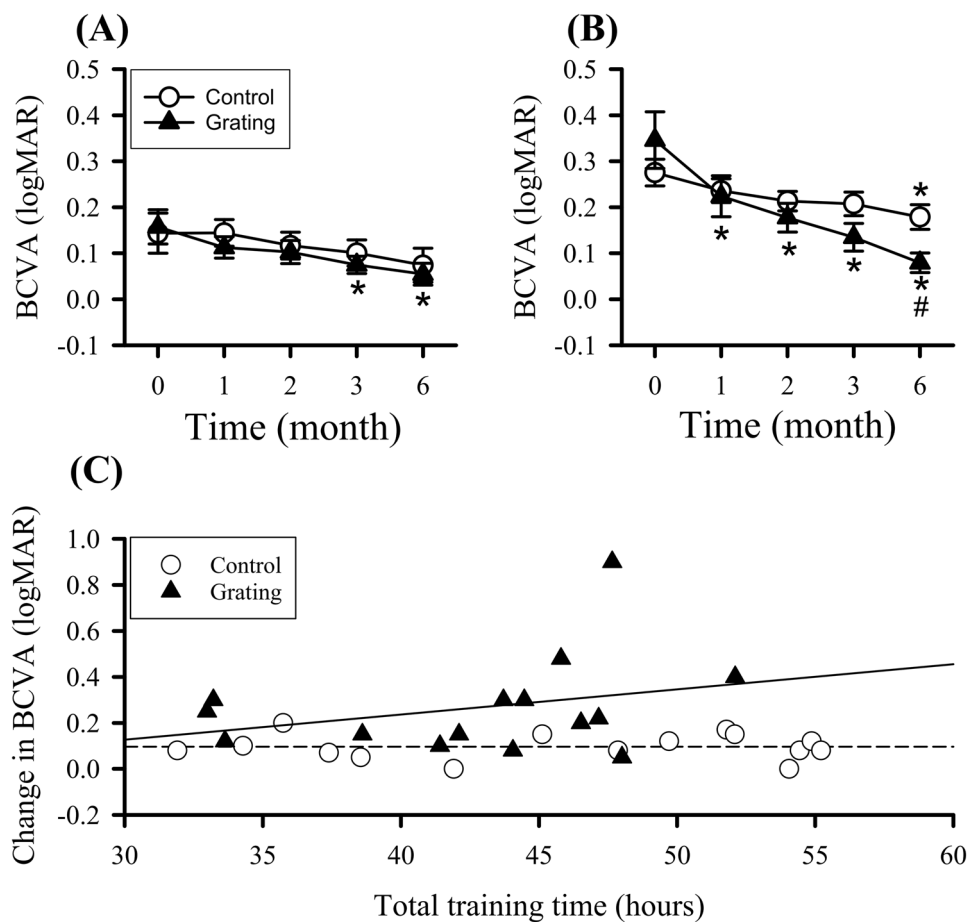 (A)
BCVA (logMAR)
0.5
0.4
0.3
0.2
0.1
0.0
-0.1
Control
Grating
*
*
0 1 2 3 6
Time (month)
(B)
BCVA (logMAR)
0.5
0.4
0.3
0.2
0.1
0.0
-0.1
*
*
*
*
*
#
0 1 2 3 6
Time (month)
(C)
Change in BCVA (logMAR)
1.0
0.8
0.6
0.4
0.2
0.0
-0.2
Control
Grating
30 35 40 45 50 55 60
Total training time (hours)